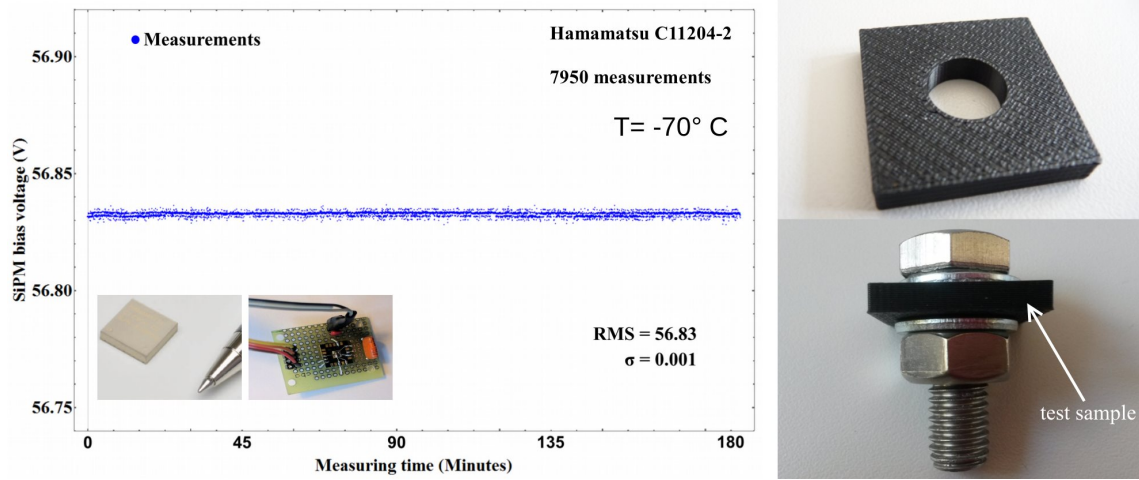 Measurements
Hamamatsu C11204-2
7950 measurements
T= -70° C
RMS = 56.83
σ = 0.001
56.90
56.85
56.80
56.75
SiPM bias voltage (V)
0 45 90 135 180
Measuring time (Minutes)
test sample